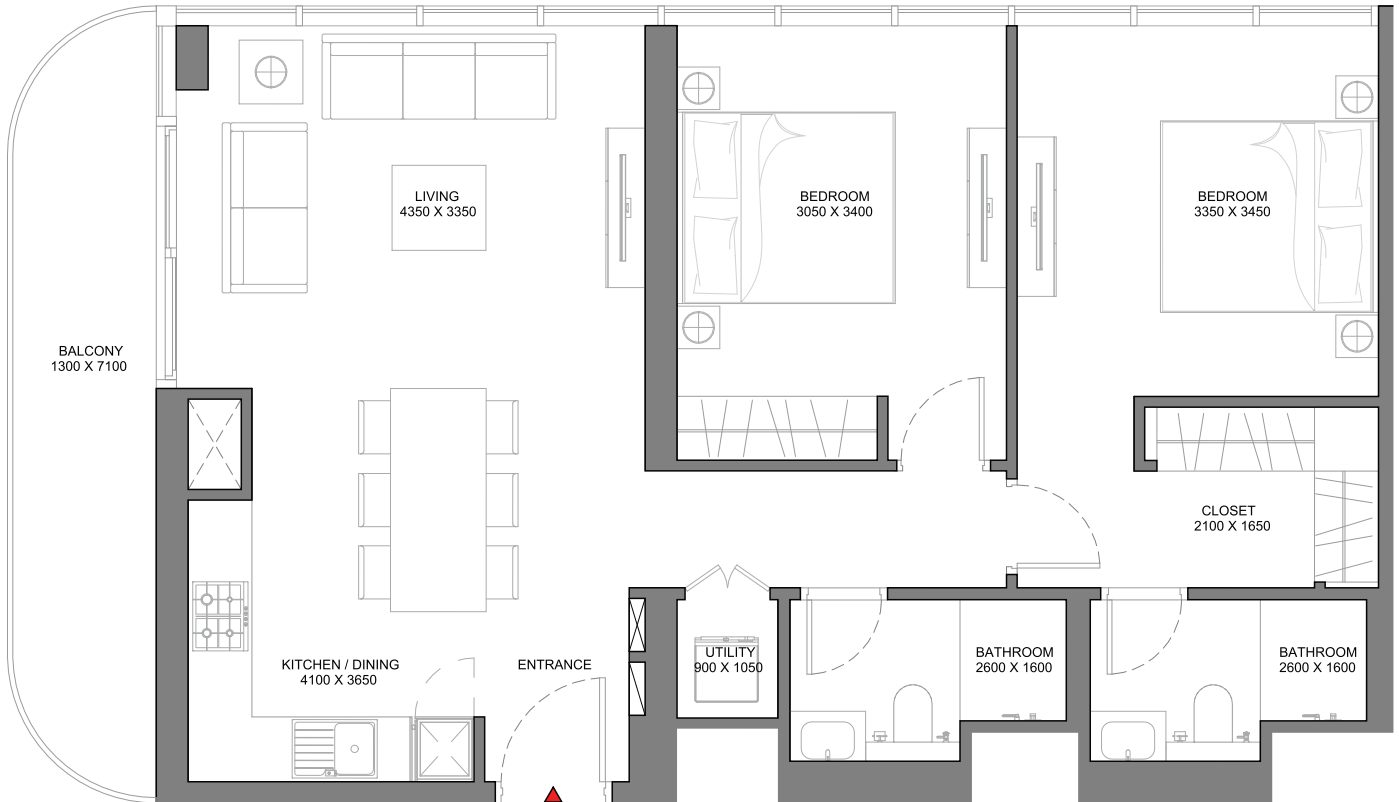 LIVING
4350 X 3350
BEDROOM
3050 X 3400
BEDROOM
3350 X 3450
BALCONY
1300 X 7100
CLOSET
2100 X 1650
KITCHEN / DINING
4100 X 3650
ENTRANCE
UTILITY
900 X 1050
BATHROOM
2600 X 1600
BATHROOM
2600 X 1600